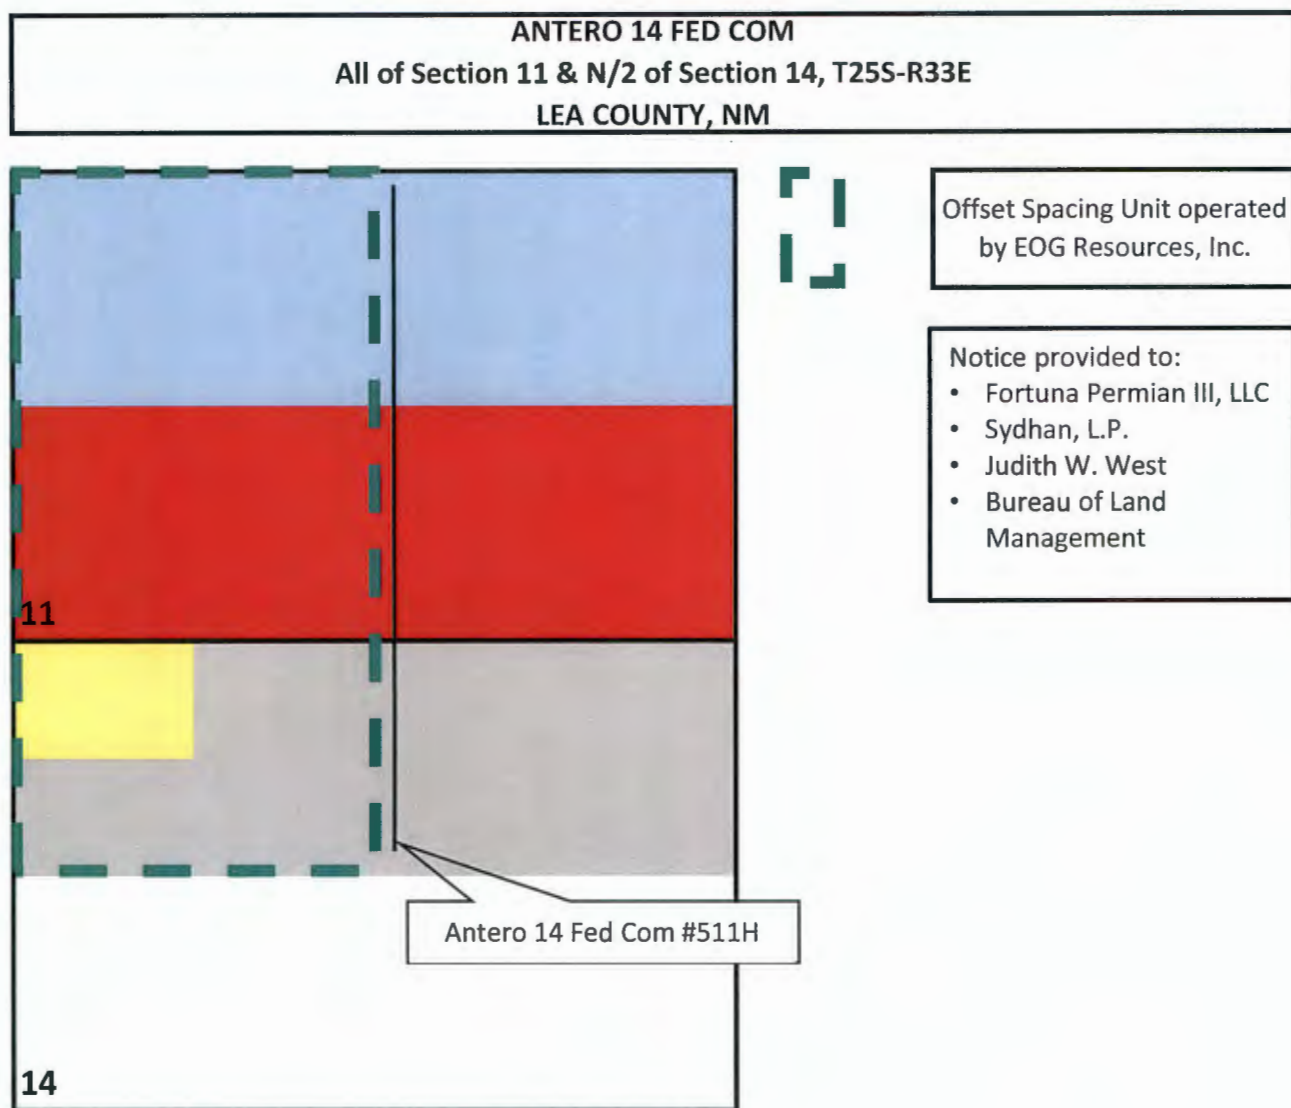 ANTERO 14 FED COM
All of Section 11 & N/2 of Section 14, T25S-R33E
LEA COUNTY, NM
Offset Spacing Unit operated
by EOG Resources, Inc.
Notice provided to:
• Fortuna Permian III, LLC
• Sydhan, L.P.
• Judith W. West
• Bureau of Land
Management
11
Antero 14 Fed Com #511H
14